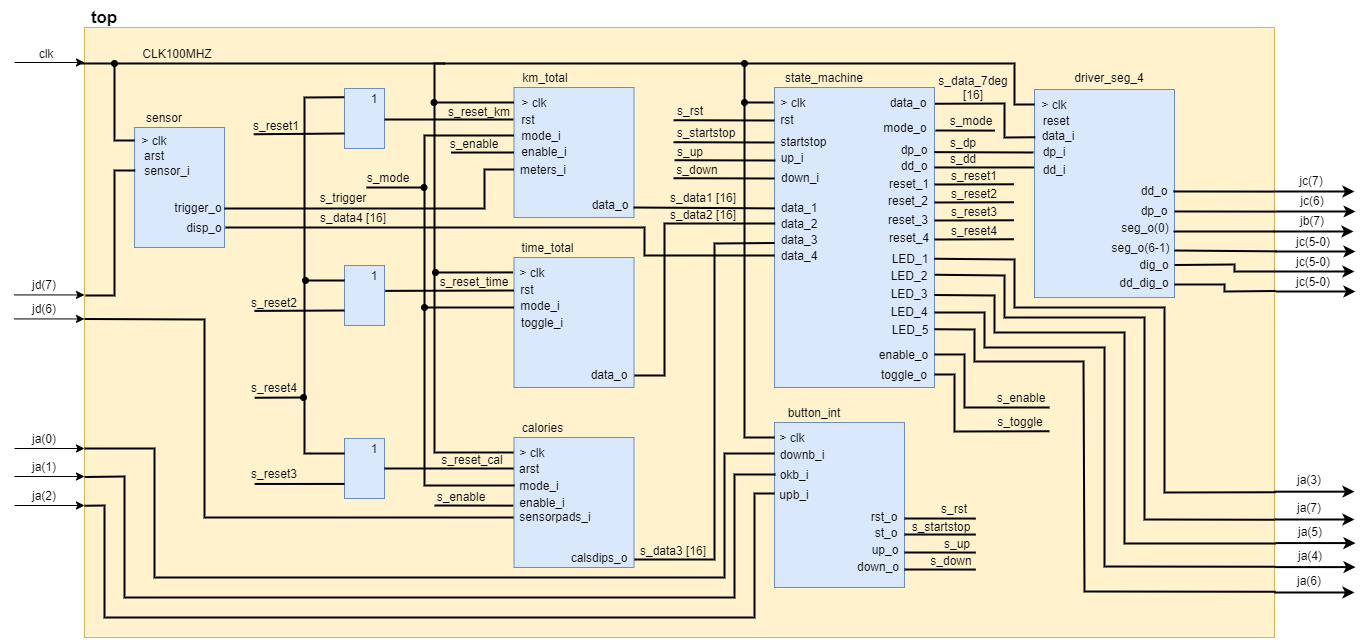 top
clk
CLK100MHZ
sensor
> clk
arst
sensor_i
trigger_o
disp_o
jd(7)
jd(6)
ja(0)
ja(1)
ja(2)
1
s_reset1
s_reset_km
s_enable
s_mode
s_trigger
s_data4 [16]
1
s_reset2
s_reset_time
s_reset4
1
s_reset3
s_reset_cal
s_enable
km_total
> clk
rst
mode_i
enable_i
meters_i
data_o
time_total
> clk
rst
mode_i
toggle_i
data_o
calories
> clk
arst
mode_i
enable_i
sensorpads_i
calsdips_o
s_rst
s_startstop
s_up
s_down
s_data1 [16]
s_data2 [16]
s_data3 [16]
state_machine
> clk
rst
startstop
up_i
down_i
data_1
data_2
data_3
data_4
data_o
mode_o
dp_o
dd_o
reset_1
reset_2
reset_3
reset_4
LED_1
LED_2
LED_3
LED_4
LED_5
enable_o
toggle_o
s_data_7deg
[16]
s_mode
s_dp
s_dd
s_reset1
s_reset2
s_reset3
s_reset4
s_enable
s_toggle
button_int
> clk
downb_i
okb_i
upb_i
rst_o
st_o
up_o
down_o
s_rst
s_startstop
s_up
s_down
driver_seg_4
> clk
reset
data_i
dp_i
dd_i
dd_o
dp_o
seg_o(0)
seg_o(6-1)
dig_o
dd_dig_o
jc(7)
jc(6)
jb(7)
jc(5-0)
jc(5-0)
jc(5-0)
ja(3)
ja(7)
ja(5)
ja(4)
ja(6)